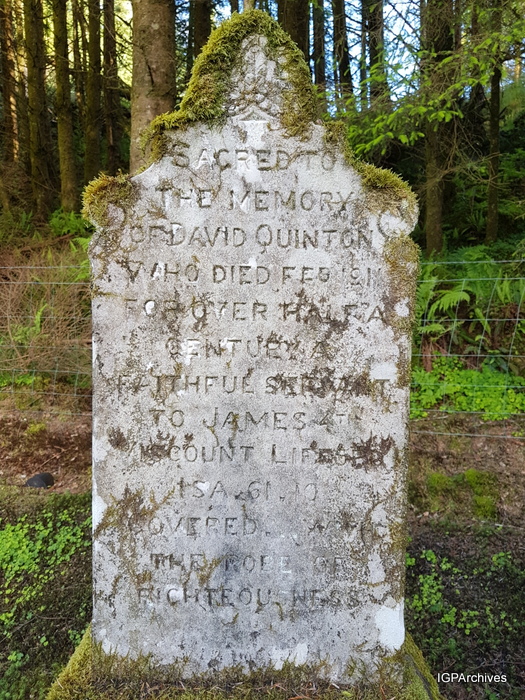 SACRED TO
THE MEMORY
OF DAVID QUINTON
WHO DIED FEB 1911
FOR OVER HALF A
CENTURY A
FAITHFUL SERVANT
TO JAMES 4TH
VISCOUNT LIFFORD
ISA. 61. 10
COVERED WITH
THE ROBE OF
RIGHTEOUSNESS
IGPArchives